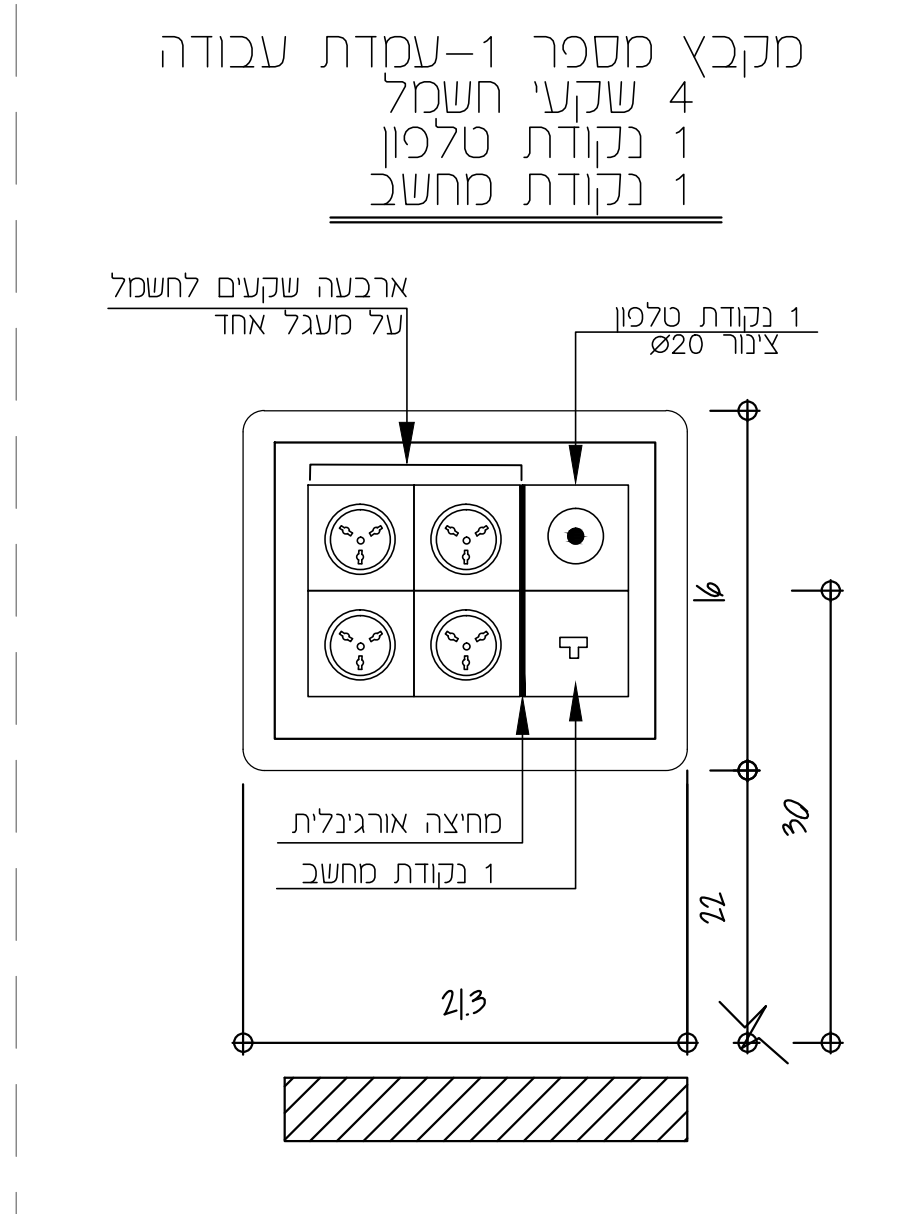 מקבץ מספר 1-עמדת עבודה
4 שקעי חשמל
1 נקודת טלפון
1 נקודת מחשב
ארבעה שקעים לחשמל
על מעגל אחד
1 נקודת טלפון
צינור Ø20
16
30
מחיצה אורגינלית
1 נקודת מחשב
22
21.3